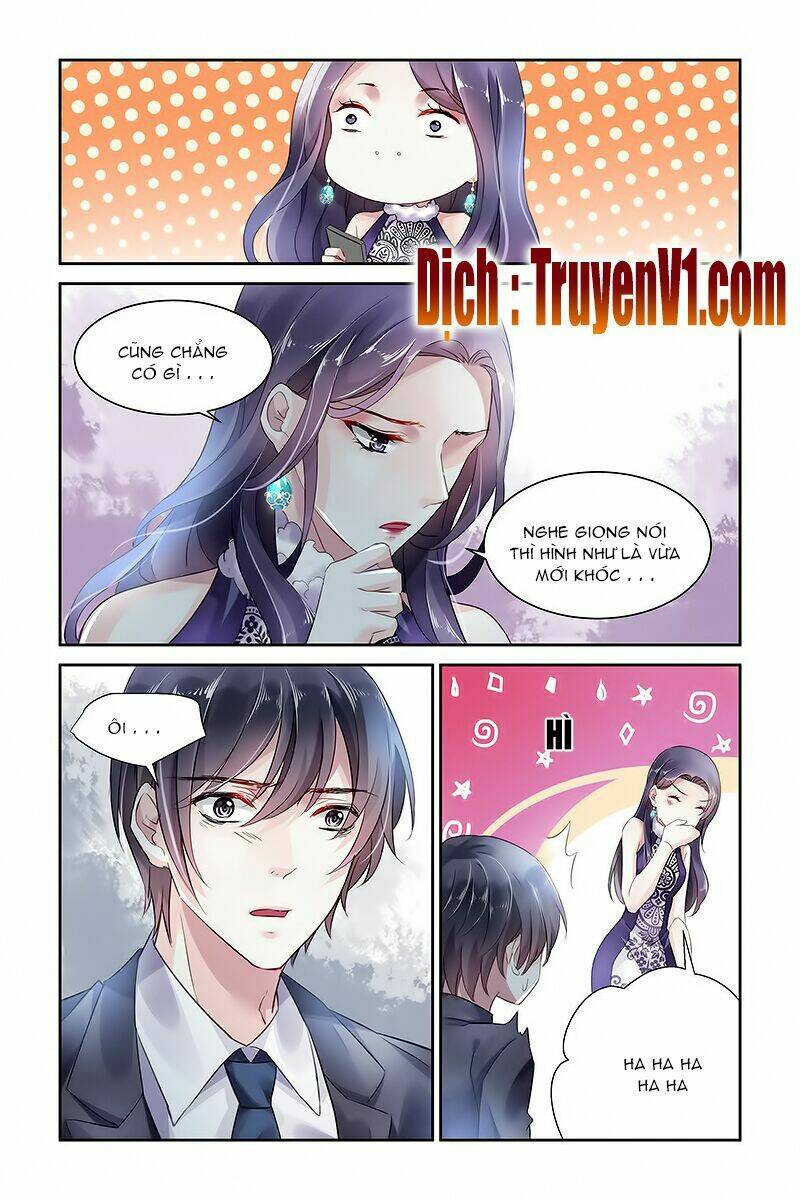 Dịch : TruyenV1.com
CŨNG CHẲNG
CÓ GÌ . . .
NGHE GIỌNG NÓI
THÌ HÌNH NHƯ LÀ VỪA
MỚI KHÓC . . .
ÔI . . .
HÌ
HA HA HA
HA HA